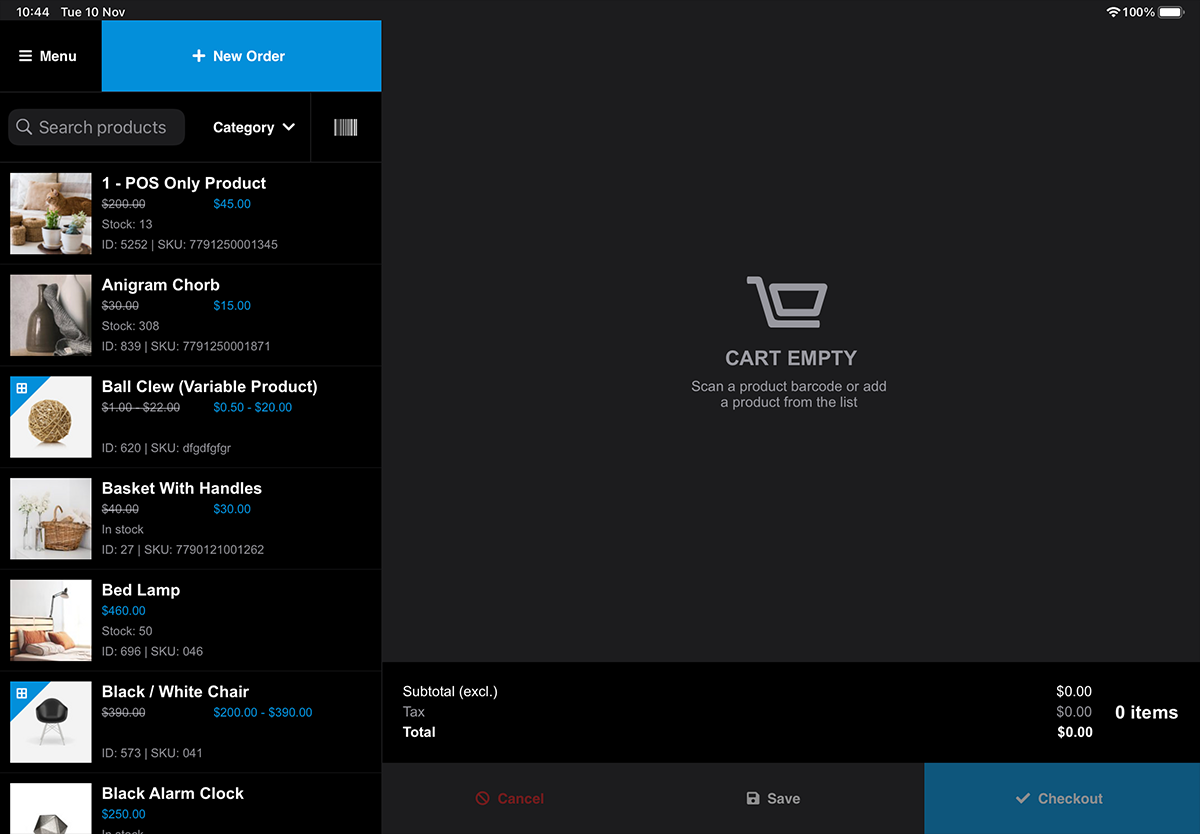 10:44 Tue 10 Nov
100%
Menu
New Order
Search products
Category
1 - POS Only Product
$200.00 $45.00
Stock: 13
ID: 5252 | SKU: 7791250001345
Anigram Chorb
$30.00 $15.00
Stock: 308
ID: 839 | SKU: 7791250001871
Ball Clew (Variable Product)
$1.00 - $22.00 $0.50 - $20.00
ID: 620 | SKU: dfgdfgfgr
Basket With Handles
$40.00 $30.00
In stock
ID: 27 | SKU: 7790121001262
Bed Lamp
$460.00
Stock: 50
ID: 696 | SKU: 046
Black / White Chair
$390.00 $200.00 - $390.00
ID: 573 | SKU: 041
Black Alarm Clock
$250.00
In stock
CART EMPTY
Scan a product barcode or add
a product from the list
Subtotal (excl.) $0.00
Tax $0.00
Total $0.00
0 items
Cancel
Save
Checkout